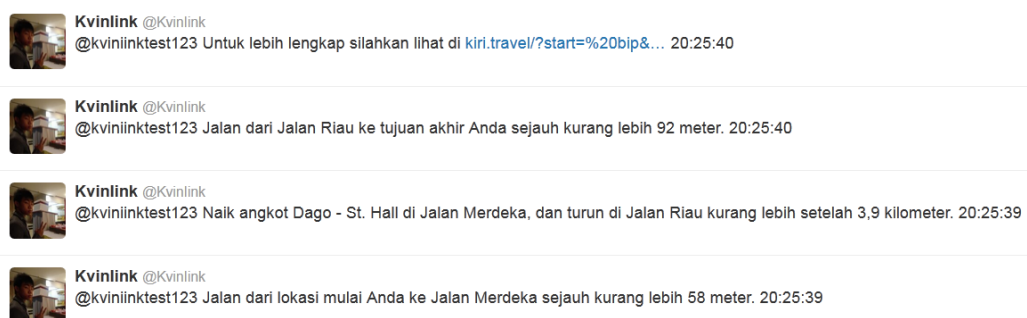 Kvinlink @Kvinlink
@kviniinktest123 Untuk lebih lengkap silahkan lihat di kiri.travel/?start=%20bip&... 20:25:40
Kvinlink @Kvinlink
@kviniinktest123 Jalan dari Jalan Riau ke tujuan akhir Anda sejauh kurang lebih 92 meter. 20:25:40
Kvinlink @Kvinlink
@kviniinktest123 Naik angkot Dago - St. Hall di Jalan Merdeka, dan turun di Jalan Riau kurang lebih setelah 3,9 kilometer. 20:25:39
Kvinlink @Kvinlink
@kviniinktest123 Jalan dari lokasi mulai Anda ke Jalan Merdeka sejauh kurang lebih 58 meter. 20:25:39